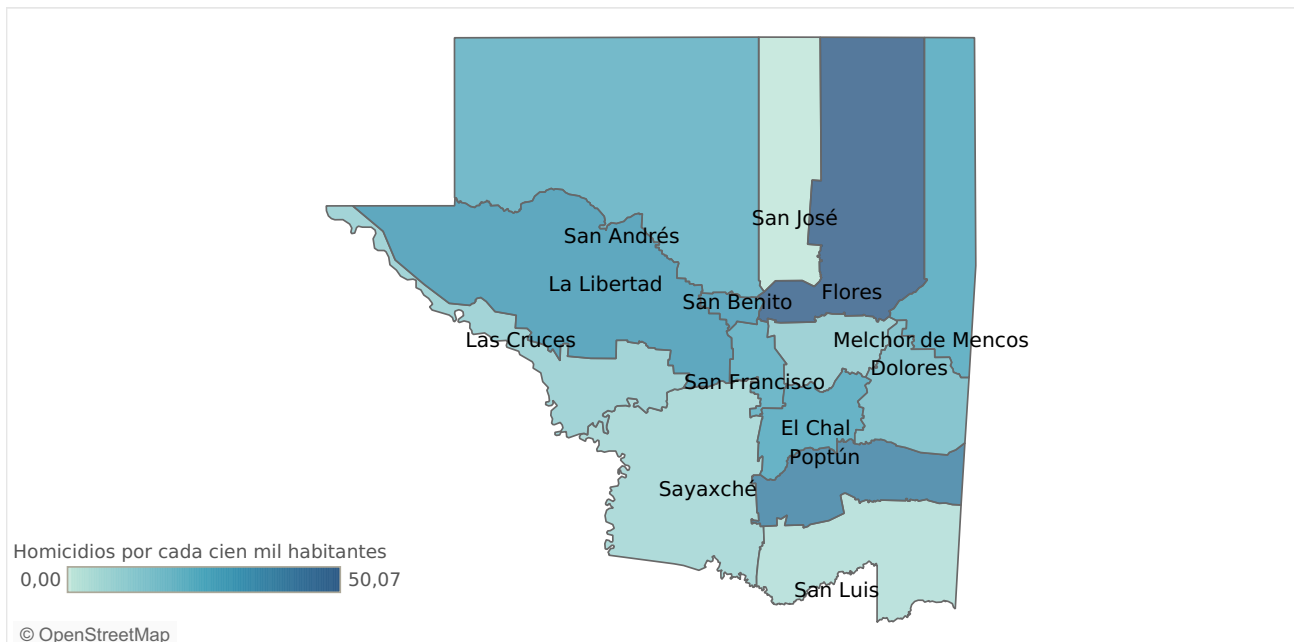 San José
San Andrés
La Libertad
Flores
San Benito
Las Cruces
Melchor de Mencos
Dolores
San Francisco
El Chal
Poptún
Sayaxché
Homicidios por cada cien mil habitantes
0,00
50,07
San Luis
© OpenStreetMap